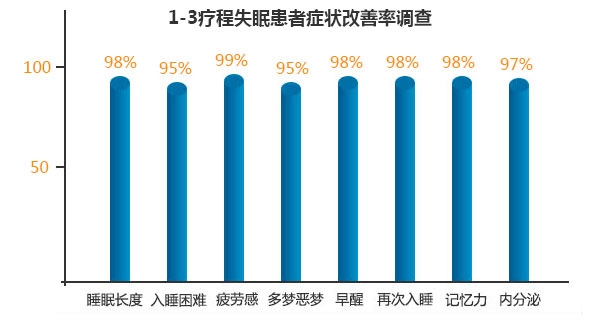 1-3疗程失眠患者症状改善率调查
98% 95% 99% 95% 98% 98% 98% 97%
100
50
睡眠长度 入睡困难 疲劳感 多梦恶梦 早醒 再次入睡 记忆力 内分泌